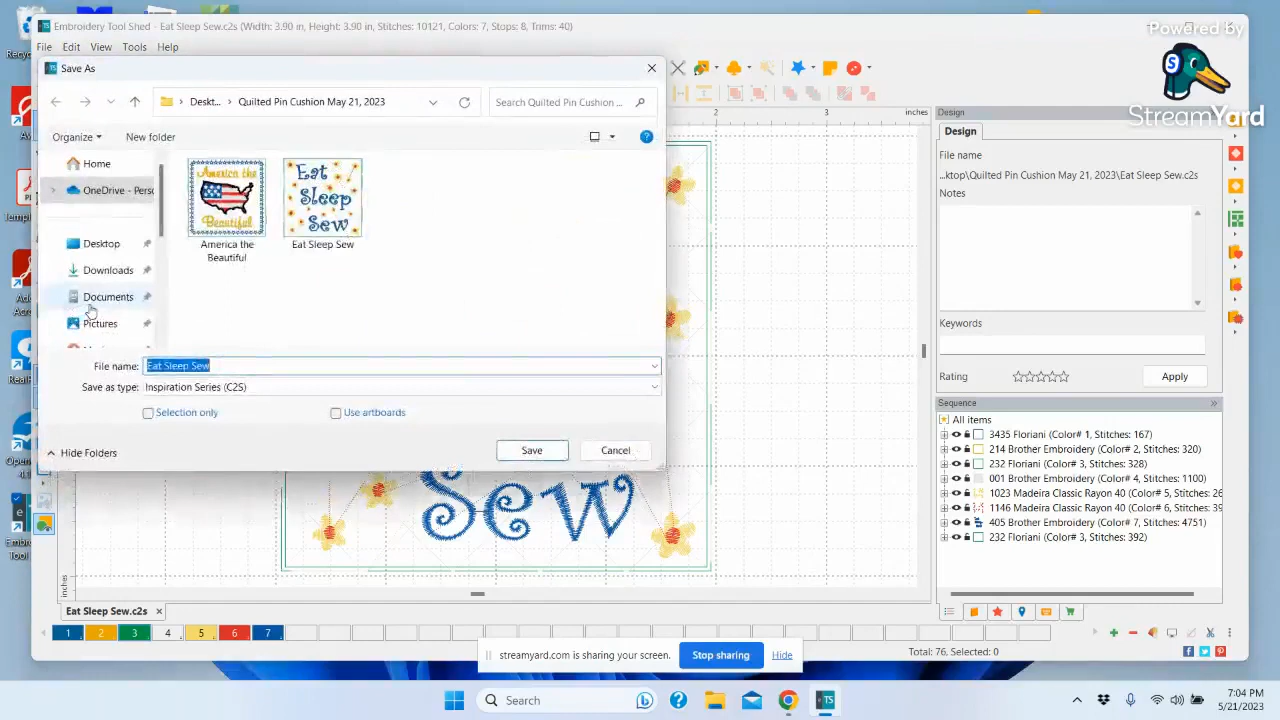 Embroidery Tool Shed - Eat Sleep Sew.c2s (Width: 3.90 in, Height: 3.90 in, Stitches: 10121, Colors: 7, Stops: 8, Trims: 40)
Powered by
StreamYard
File Edit View Tools Help
Save As
Deskt... > Quilted Pin Cushion May 21, 2023
Search Quilted Pin Cushion ...
Organize
New folder
Home
OneDrive - Perso
Desktop
Downloads
Documents
Pictures
America the
Beautiful
Eat
Sleep
Sew
America the
Beautiful
Eat Sleep Sew
File name: Eat Sleep Sew
Save as type: Inspiration Series (C2S)
Selection only
Use artboards
Hide Folders
Save
Cancel
2
3
inches
Design
Design
File name
...ktop\Quilted Pin Cushion May 21, 2023\Eat Sleep Sew.c2s
Notes
Keywords
Rating
Apply
Sequence
All items
3435 Floriani (Color# 1, Stitches: 167)
214 Brother Embroidery (Color# 2, Stitches: 320)
232 Floriani (Color# 3, Stitches: 328)
001 Brother Embroidery (Color# 4, Stitches: 1100)
1023 Madeira Classic Rayon 40 (Color# 5, Stitches: 26
1146 Madeira Classic Rayon 40 (Color# 6, Stitches: 39
405 Brother Embroidery (Color# 7, Stitches: 4751)
232 Floriani (Color# 3, Stitches: 392)
Sew
inches
Eat Sleep Sew.c2s
1 2 3 4 5 6 7
Total: 76, Selected: 0
streamyard.com is sharing your screen.
Stop sharing
Hide
Search
7:04 PM
5/21/2023